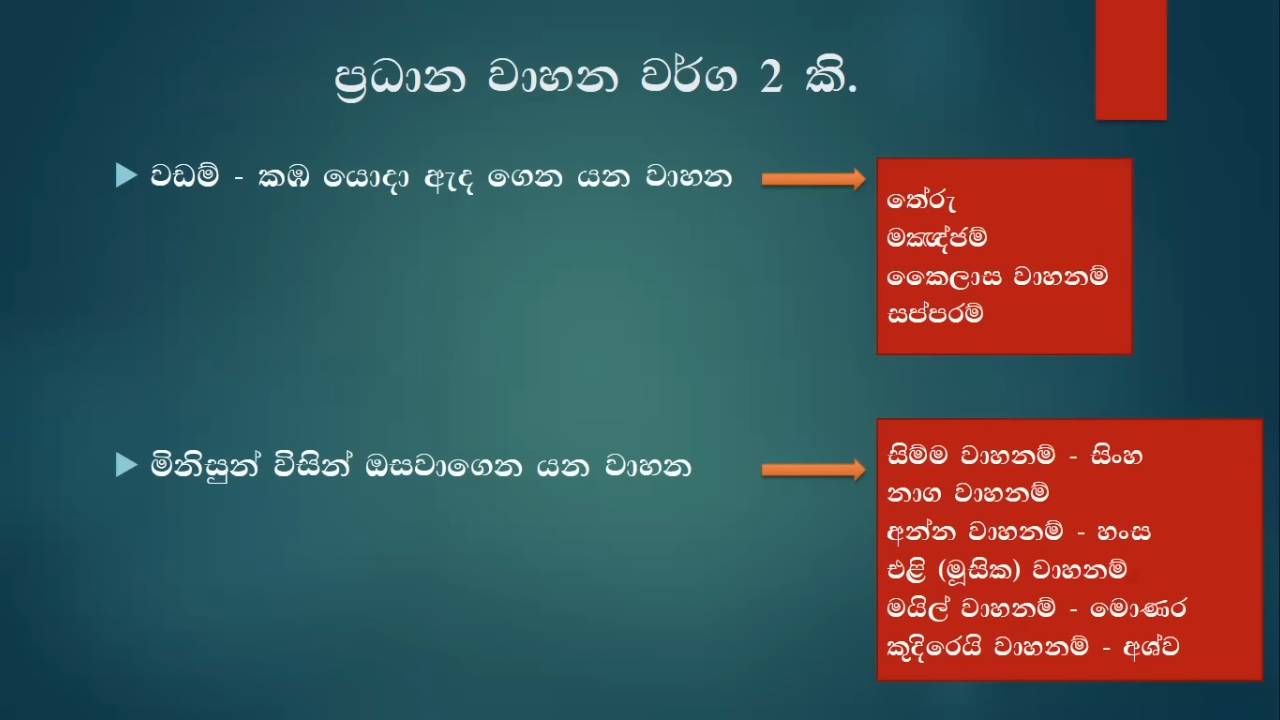 ප්‍රධාන වාහන වර්ග 2 කි.
වඩම් - කඹ යොදා ඇද ගෙන යන වාහන
තේරු
මඤ්ජම්
කෛලාස වාහනම්
සප්පරම්
මිනිසුන් විසින් ඔසවාගෙන යන වාහන
සිම්ම වාහනම් - සිංහ
නාග වාහනම්
අන්න වාහනම් - හංස
එළි (මූසික) වාහනම්
මයිල් වාහනම් - මොණර
කුදිරෙයි වාහනම් - අශ්ව